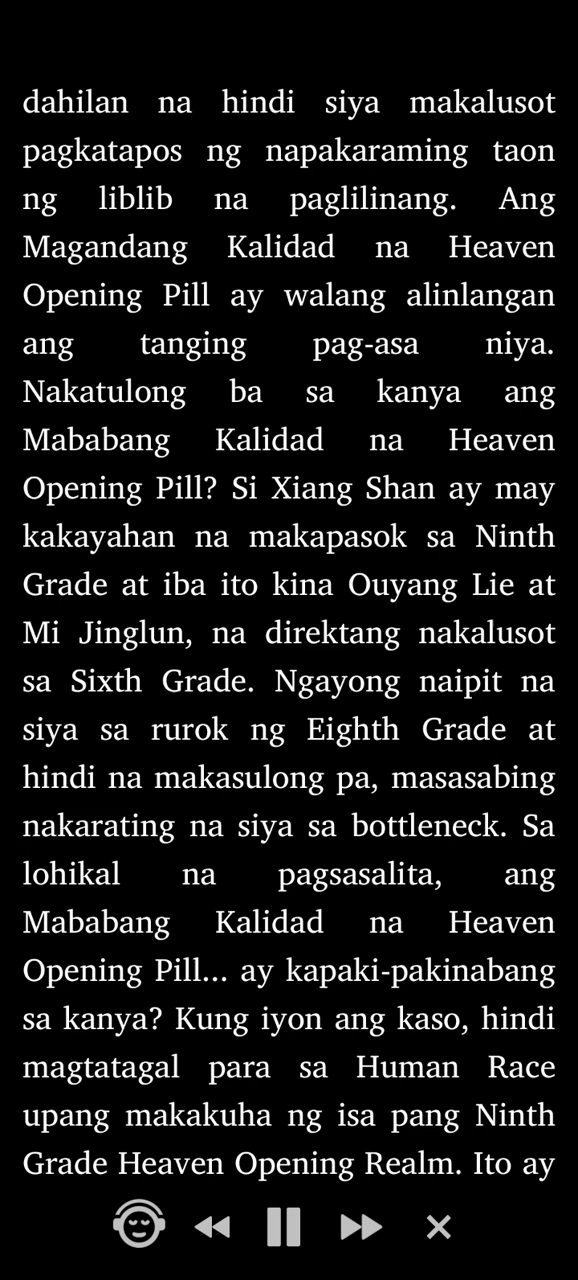 dahilan na hindi siya makalusot
pagkatapos ng napakaraming taon
ng liblib na paglilinang. Ang
Magandang Kalidad na Heaven
Opening Pill ay walang alinlangan
ang tanging pag-asa niya.
Nakatulong ba sa kanya ang
Mababang Kalidad na Heaven
Opening Pill? Si Xiang Shan ay may
kakayahan na makapasok sa Ninth
Grade at iba ito kina Ouyang Lie at
Mi Jinglun, na direktang nakalusot
sa Sixth Grade. Ngayong naipit na
siya sa rurok ng Eighth Grade at
hindi na makasulong pa, masasabing
nakarating na siya sa bottleneck. Sa
lohikal na pagsasalita, ang
Mababang Kalidad na Heaven
Opening Pill... ay kapaki-pakinabang
sa kanya? Kung iyon ang kaso, hindi
magtatagal para sa Human Race
upang makakuha ng isa pang Ninth
Grade Heaven Opening Realm. Ito ay